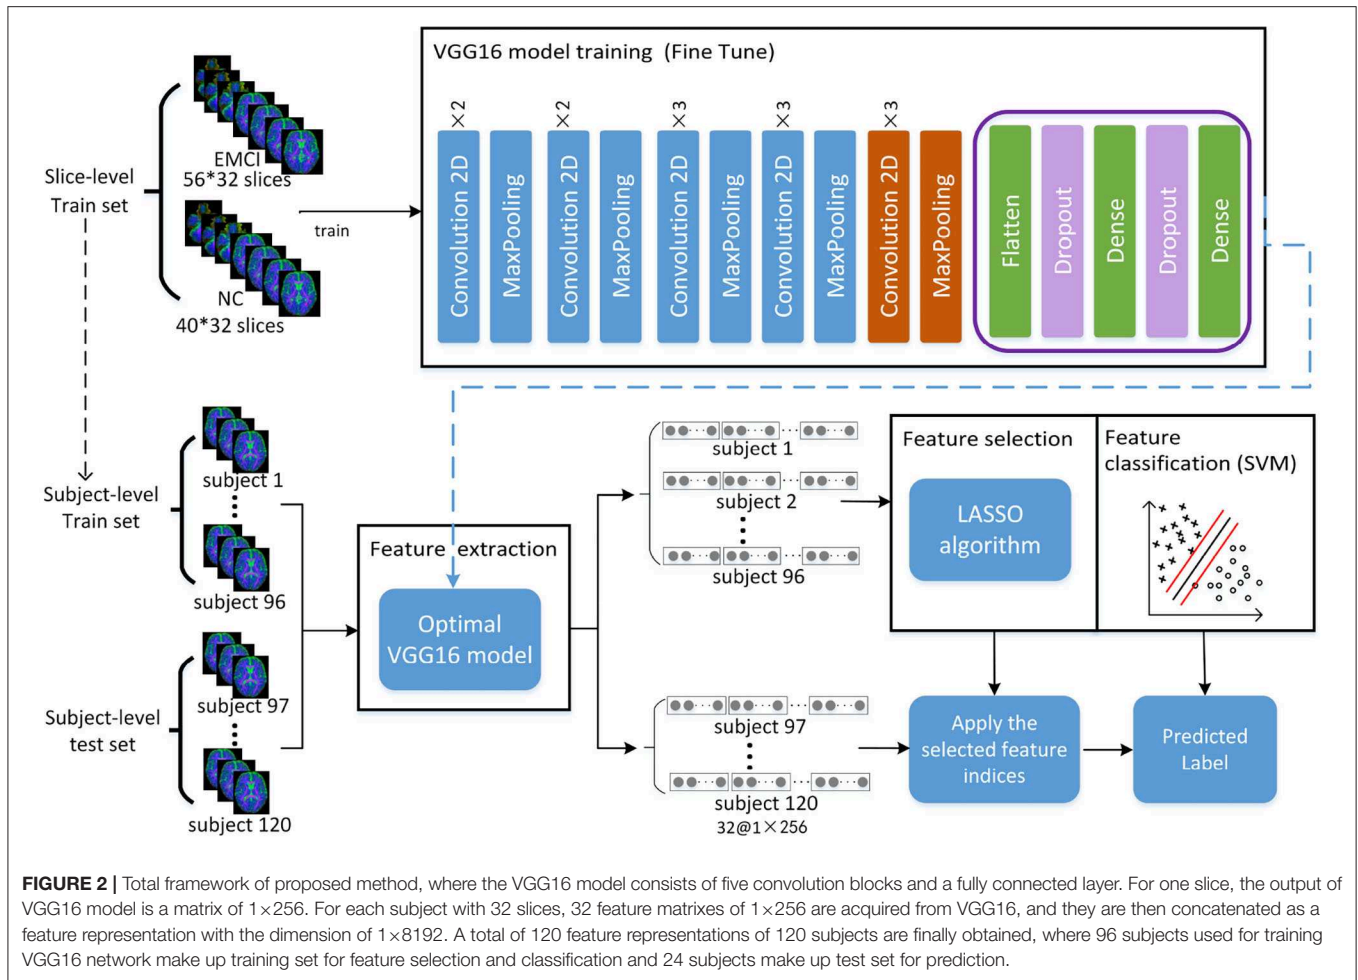 VGG16 model training (Fine Tune)
×2
×2
×3
×3
×3
Convolution 2D
MaxPooling
Convolution 2D
MaxPooling
Convolution 2D
MaxPooling
Convolution 2D
MaxPooling
Convolution 2D
MaxPooling
Flatten
Dropout
Dense
Dropout
Dense
Slice-level
Train set
EMCI
56*32 slices
NC
40*32 slices
train
Subject-level
Train set
subject 1
subject 96
Subject-level
test set
subject 97
subject 120
Feature extraction
Optimal
VGG16 model
subject 1
subject 2
subject 96
subject 97
subject 120
32@1×256
Feature selection
LASSO
algorithm
Feature
classification (SVM)
Apply the
selected feature
indices
Predicted
Label
FIGURE 2 | Total framework of proposed method, where the VGG16 model consists of five convolution blocks and a fully connected layer. For one slice, the output of
VGG16 model is a matrix of 1×256. For each subject with 32 slices, 32 feature matrixes of 1×256 are acquired from VGG16, and they are then concatenated as a
feature representation with the dimension of 1×8192. A total of 120 feature representations of 120 subjects are finally obtained, where 96 subjects used for training
VGG16 network make up training set for feature selection and classification and 24 subjects make up test set for prediction.